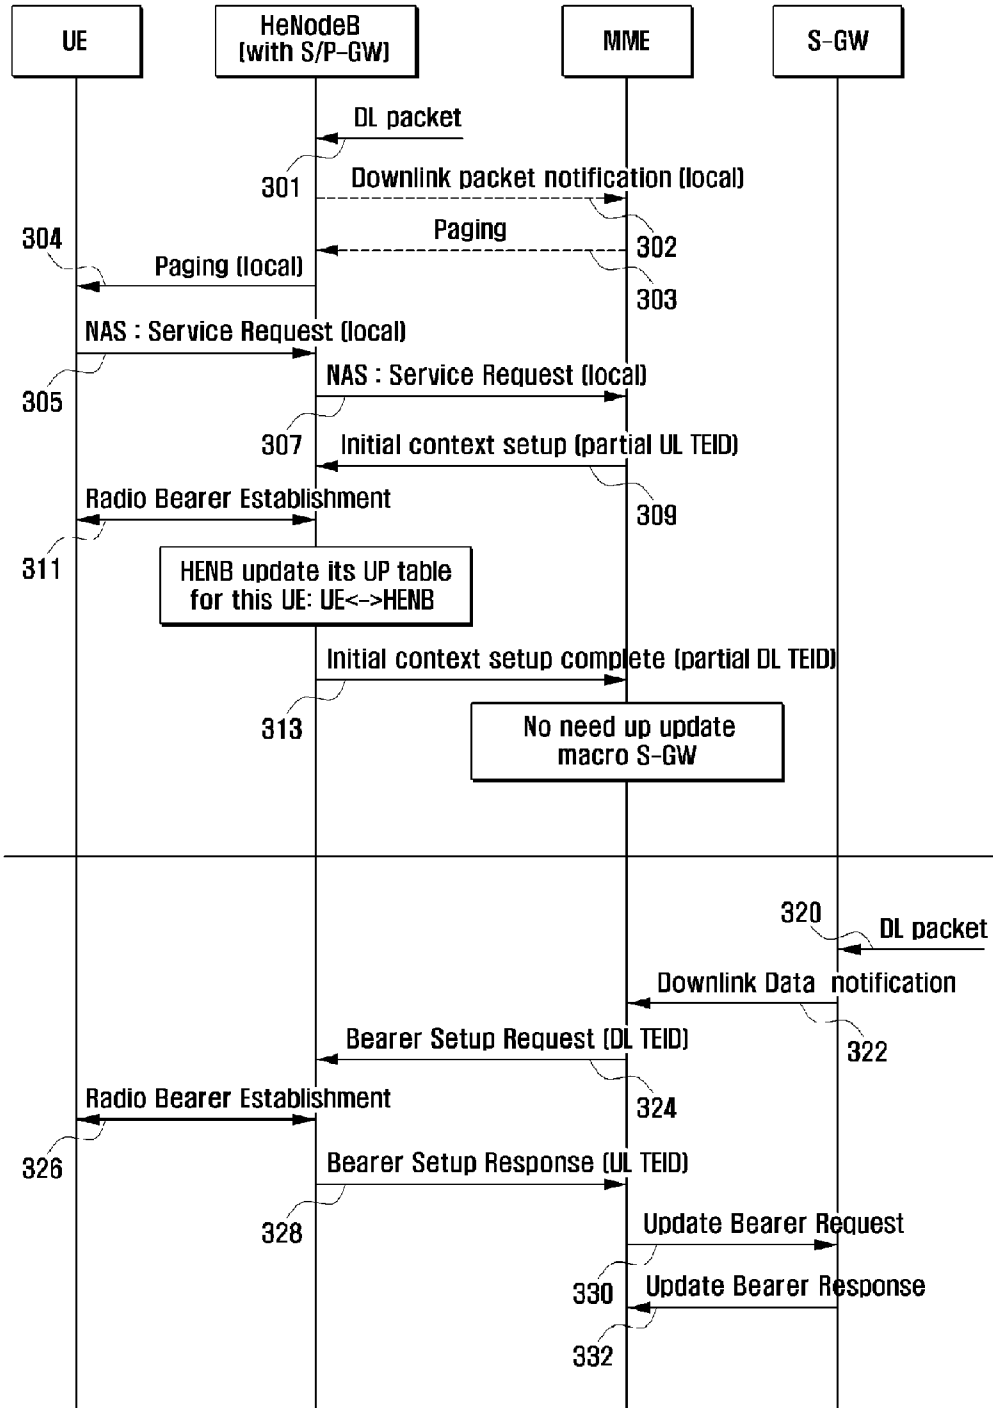 UE
HeNodeB
(with S/P-GW)
MME
S-GW
DL packet
301
Downlink packet notification (local)
302
Paging
303
304
Paging (local)
NAS : Service Request (local)
305
NAS : Service Request (local)
307
Initial context setup (partial UL TEID)
309
Radio Bearer Establishment
311
HENB update its UP table
for this UE: UE<->HENB
Initial context setup complete (partial DL TEID)
313
No need up update
macro S-GW
320
DL packet
Downlink Data notification
322
Bearer Setup Request (DL TEID)
324
Radio Bearer Establishment
326
Bearer Setup Response (UL TEID)
328
Update Bearer Request
330
Update Bearer Response
332